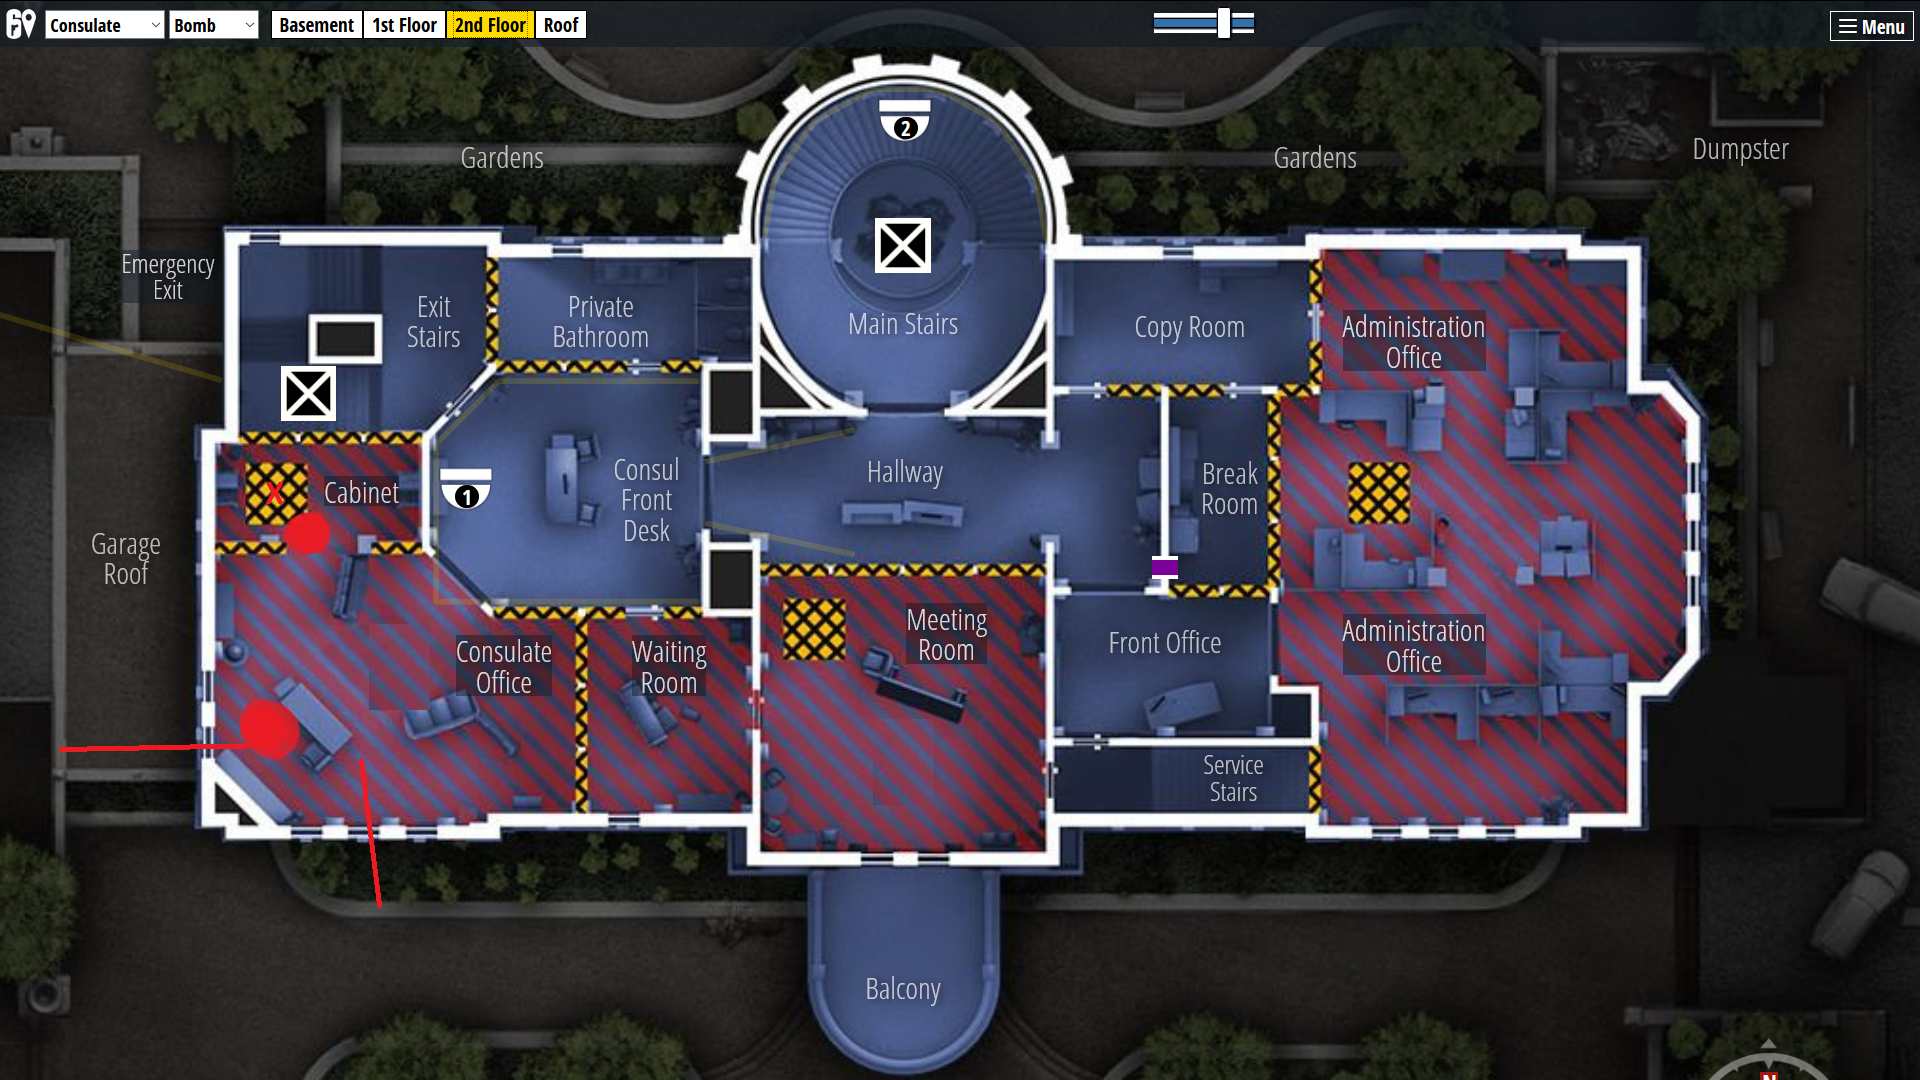 Consulate
Bomb
Basement
1st Floor
2nd Floor
Roof
Menu
2
Gardens
Gardens
Dumpster
Emergency
Exit
Exit
Stairs
Private
Bathroom
Main Stairs
Copy Room
Administration
Office
X
Cabinet
1
Consul
Front
Desk
Hallway
Break
Room
Garage
Roof
Consulate
Office
Waiting
Room
Meeting
Room
Front Office
Administration
Office
Service
Stairs
Balcony
N